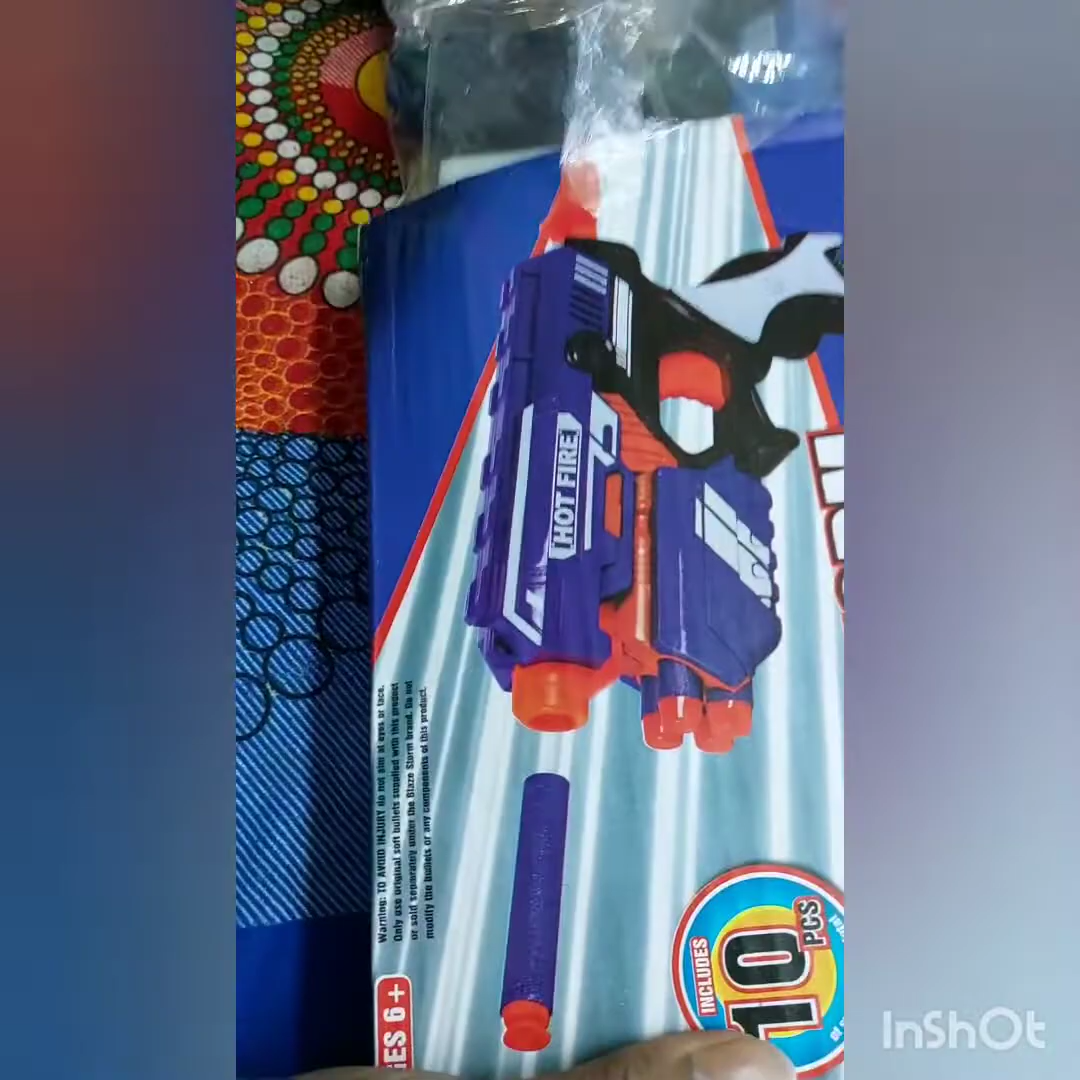 HOT FIRE
Warning: TO AVOID INJURY do not aim at eyes or face.
Only use original soft bullets supplied with this product
or sold separately under the Blaze Storm brand. Do not
modify the bullets or any components of this product.
INCLUDES
10
PCS
6+
InShOt